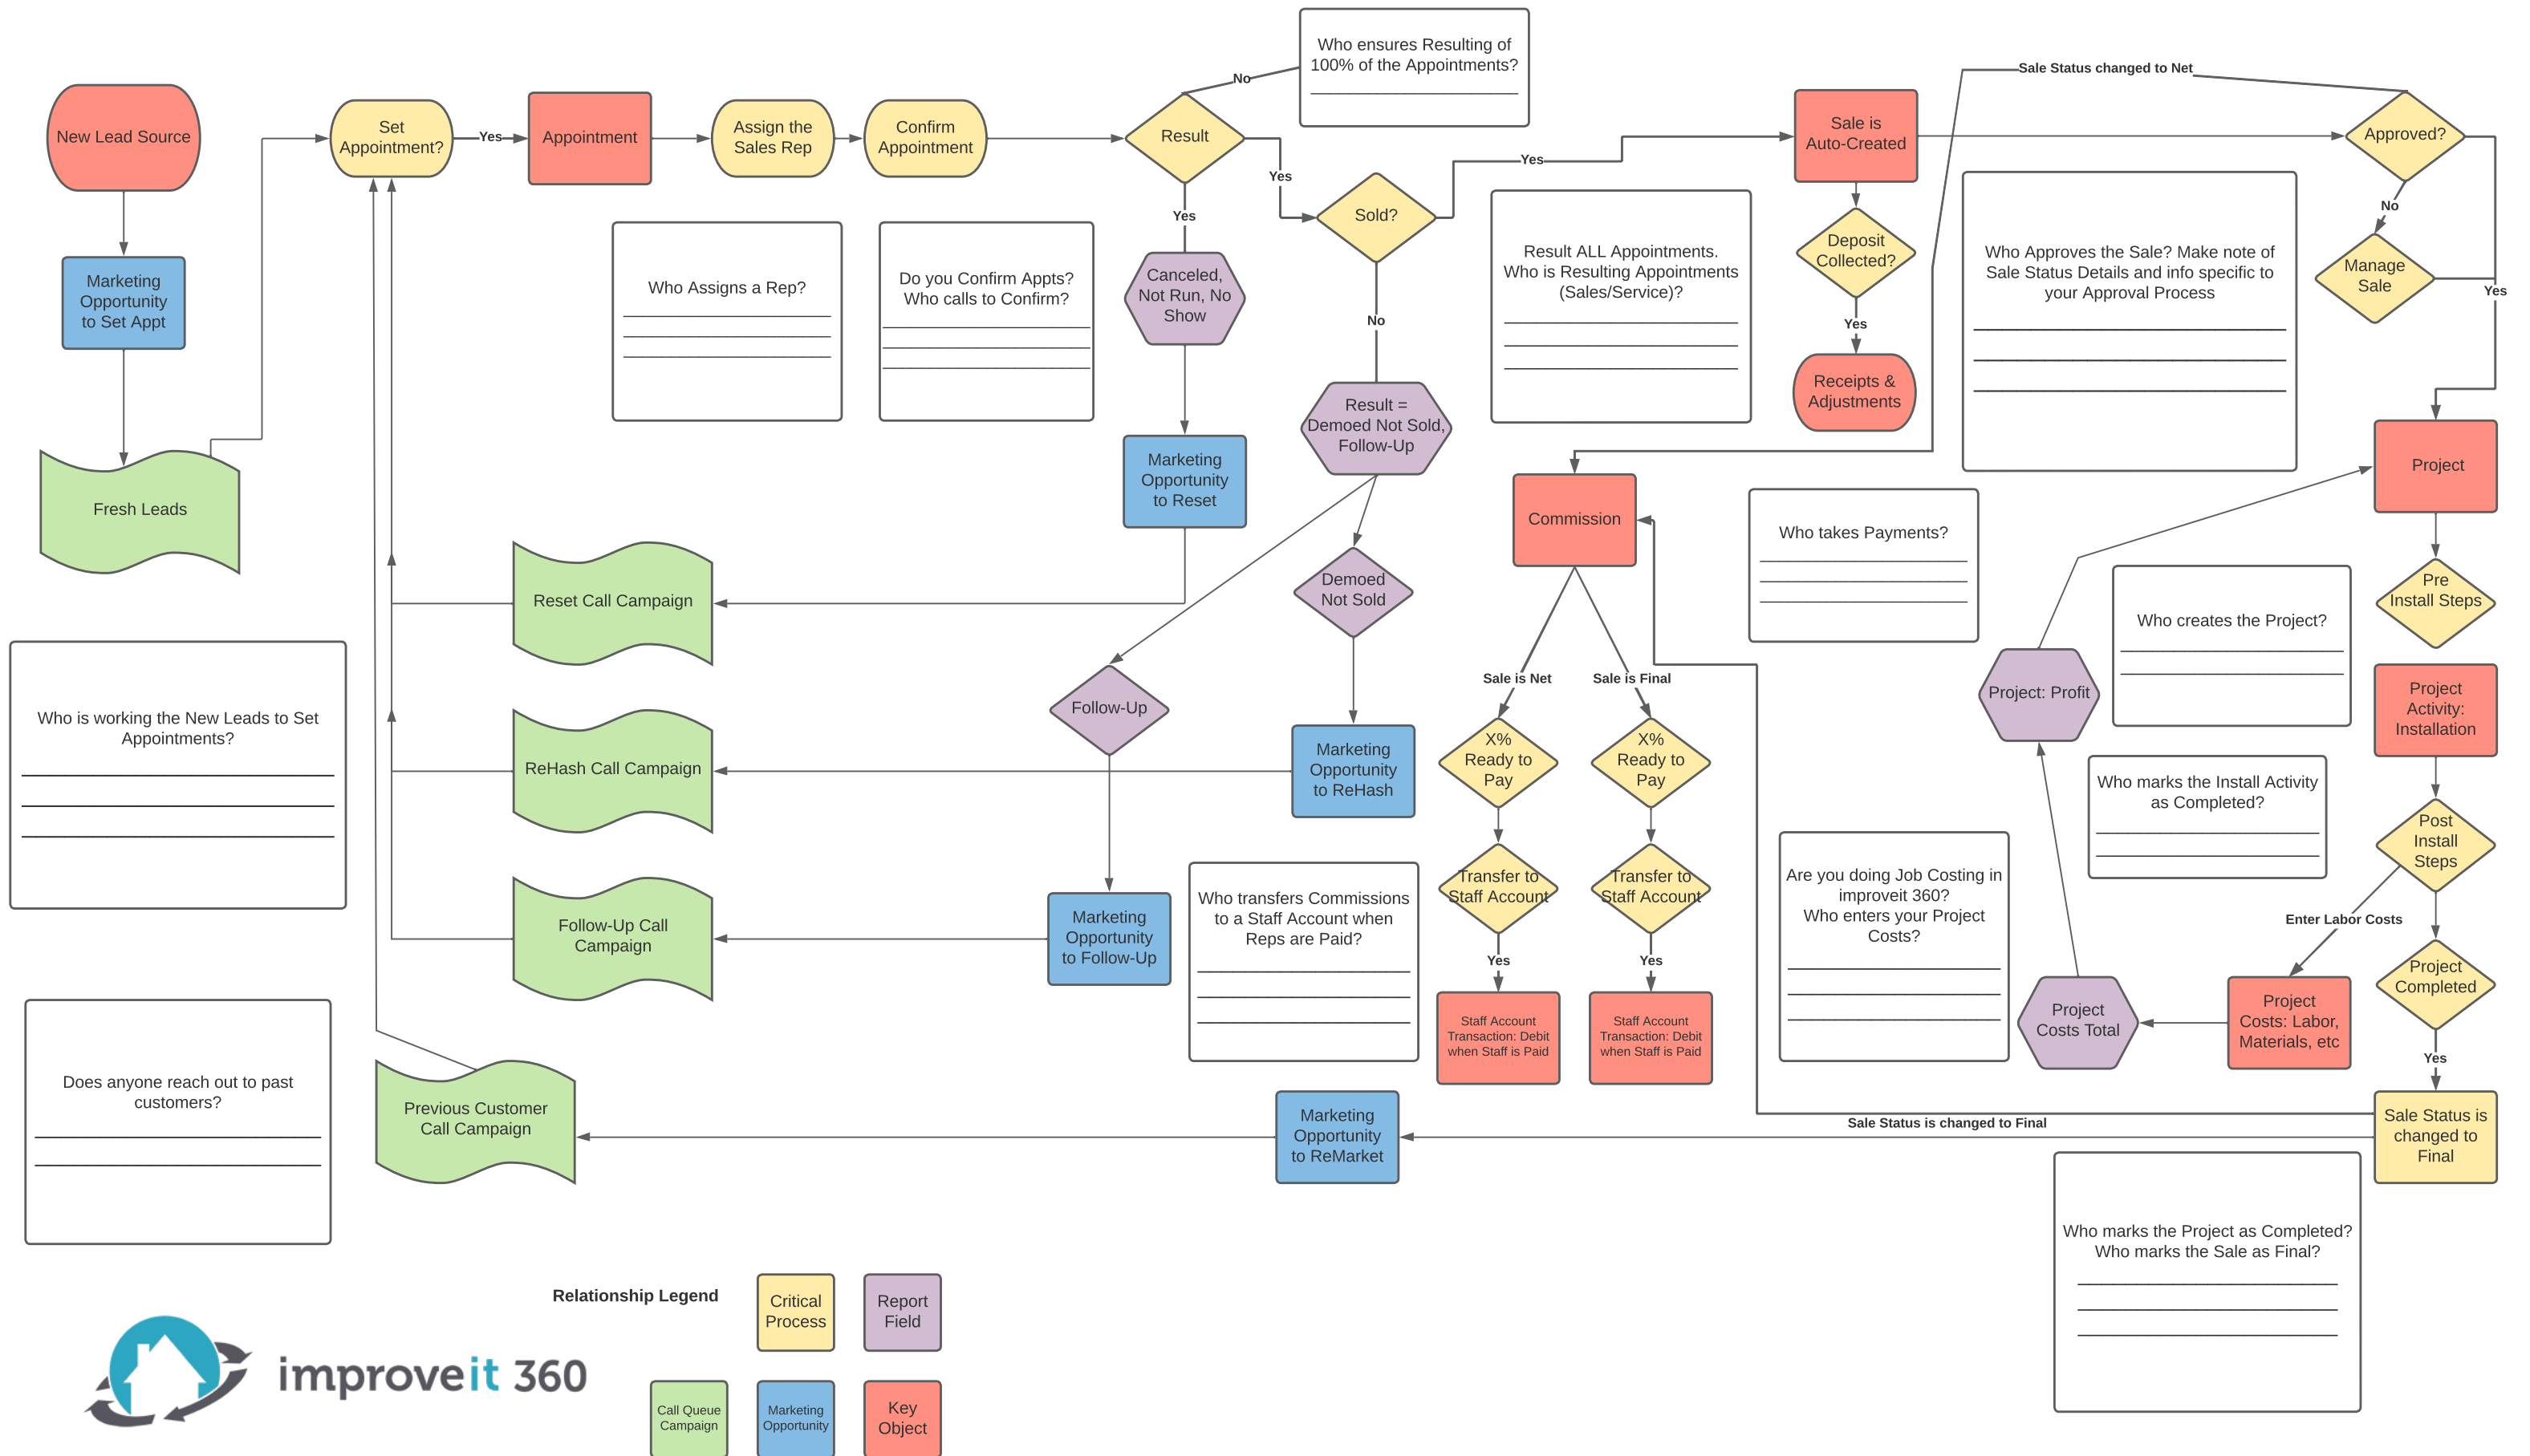 Who ensures Resulting of
100% of the Appointments?
No
Sale Status changed to Net
New Lead Source
Set
Appointment?
Yes
Appointment
Assign the
Sales Rep
Confirm
Appointment
Result
Yes
Yes
Sold?
Yes
Sale is
Auto-Created
Approved?
No
Manage
Sale
Yes
Marketing
Opportunity
to Set Appt
Who Assigns a Rep?
Do you Confirm Appts?
Who calls to Confirm?
Canceled,
Not Run, No
Show
No
Result ALL Appointments.
Who is Resulting Appointments
(Sales/Service)?
Deposit
Collected?
Yes
Receipts &
Adjustments
Who Approves the Sale? Make note of
Sale Status Details and info specific to
your Approval Process
Result =
Demoed Not Sold,
Follow-Up
Fresh Leads
Marketing
Opportunity
to Reset
Commission
Who takes Payments?
Project
Reset Call Campaign
Demoed
Not Sold
Pre
Install Steps
Who creates the Project?
Sale is Net
Sale is Final
Project: Profit
Project
Activity:
Installation
Who is working the New Leads to Set
Appointments?
Follow-Up
ReHash Call Campaign
Marketing
Opportunity
to ReHash
X%
Ready to
Pay
X%
Ready to
Pay
Who marks the Install Activity
as Completed?
Post
Install
Steps
Follow-Up Call
Campaign
Marketing
Opportunity
to Follow-Up
Who transfers Commissions
to a Staff Account when
Reps are Paid?
Transfer to
Staff Account
Transfer to
Staff Account
Are you doing Job Costing in
improveit 360?
Who enters your Project
Costs?
Enter Labor Costs
Yes
Yes
Project
Completed
Staff Account
Transaction: Debit
when Staff is Paid
Staff Account
Transaction: Debit
when Staff is Paid
Project
Costs Total
Project
Costs: Labor,
Materials, etc
Yes
Does anyone reach out to past
customers?
Previous Customer
Call Campaign
Marketing
Opportunity
to ReMarket
Sale Status is changed to Final
Sale Status is
changed to
Final
Who marks the Project as Completed?
Who marks the Sale as Final?
Relationship Legend
Critical
Process
Report
Field
improveit 360
Call Queue
Campaign
Marketing
Opportunity
Key
Object